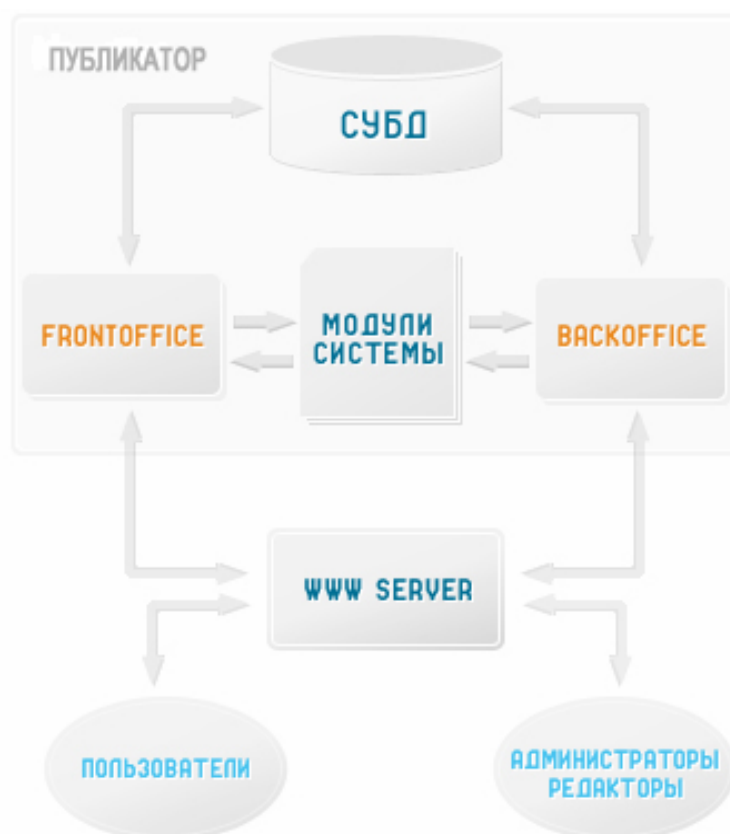 ПУБЛИКАТОР
СУБД
FRONTOFFICE
МОДУЛИ
СИСТЕМЫ
BACKOFFICE
WWW SERVER
ПОЛЬЗОВАТЕЛИ
АДМИНИСТРАТОРЫ
РЕДАКТОРЫ